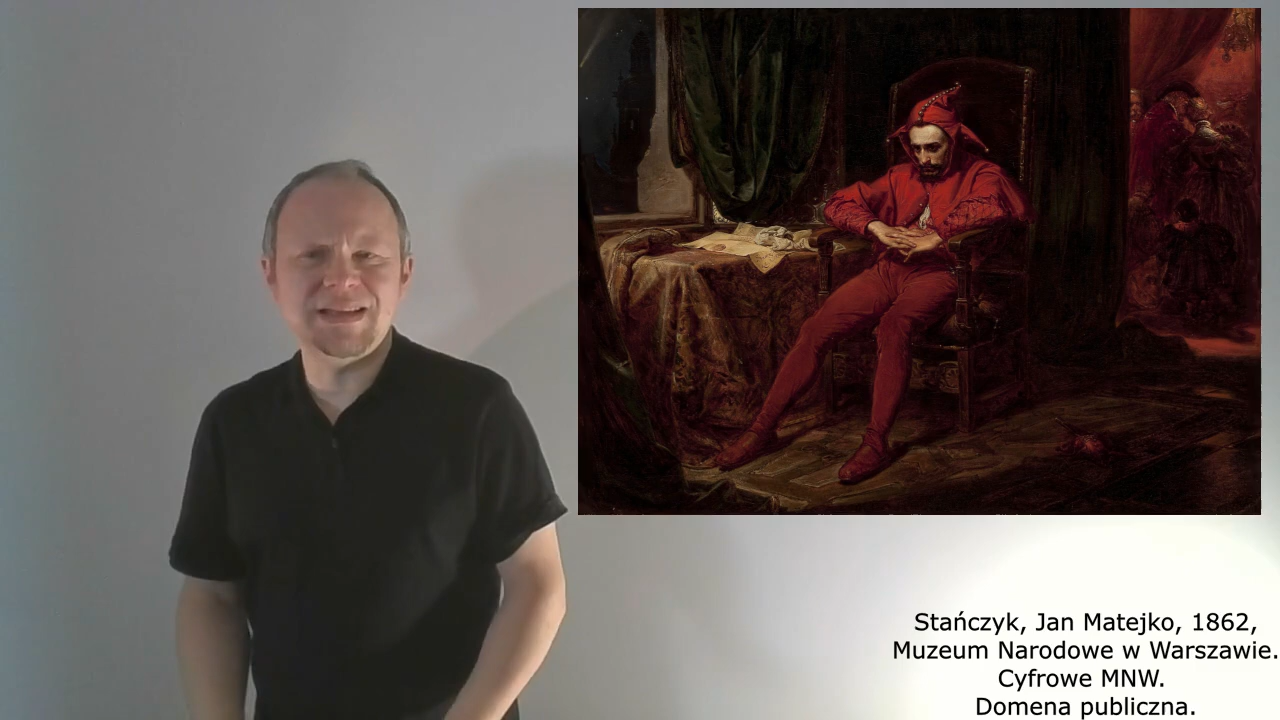 Stańczyk, Jan Matejko, 1862,
Muzeum Narodowe w Warszawie.
Cyfrowe MNW.
Domena publiczna.